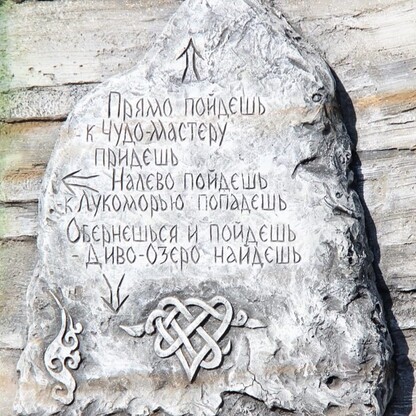 Прямо пойдешь
- к Чудо-мастеру
придешь
Налево пойдешь
- к Лукоморью попадешь
Обернешься и пойдешь
- Диво-Озеро найдешь